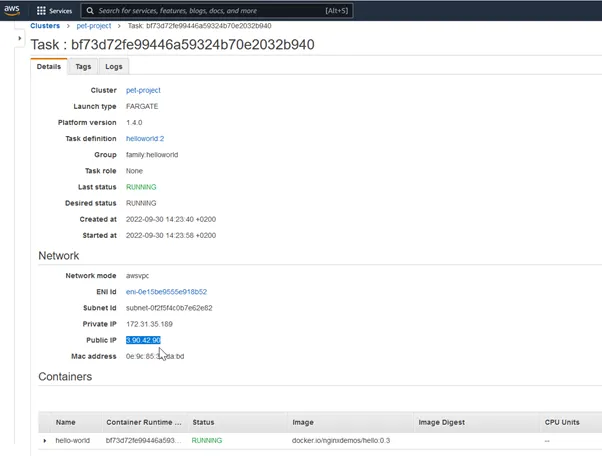 aws Services Search for services, features, blogs, docs, and more [Alt+S]
Clusters > pet-project > Task: bf73d72fe99446a59324b70e2032b940
Task : bf73d72fe99446a59324b70e2032b940
Details Tags Logs
Cluster pet-project
Launch type FARGATE
Platform version 1.4.0
Task definition helloworld:2
Group family:helloworld
Task role None
Last status RUNNING
Desired status RUNNING
Created at 2022-09-30 14:23:40 +0200
Started at 2022-09-30 14:23:58 +0200
Network
Network mode awsvpc
ENI Id eni-0e15be9555e918b52
Subnet Id subnet-0f2f5f4c0b7e62e82
Private IP 172.31.35.189
Public IP 3.90.42.90
Mac address
Containers
Name Container Runtime ... Status Image Image Digest CPU Units
hello-world bf73d72fe99446a593... RUNNING docker.io/nginxdemos/hello:0.3 --